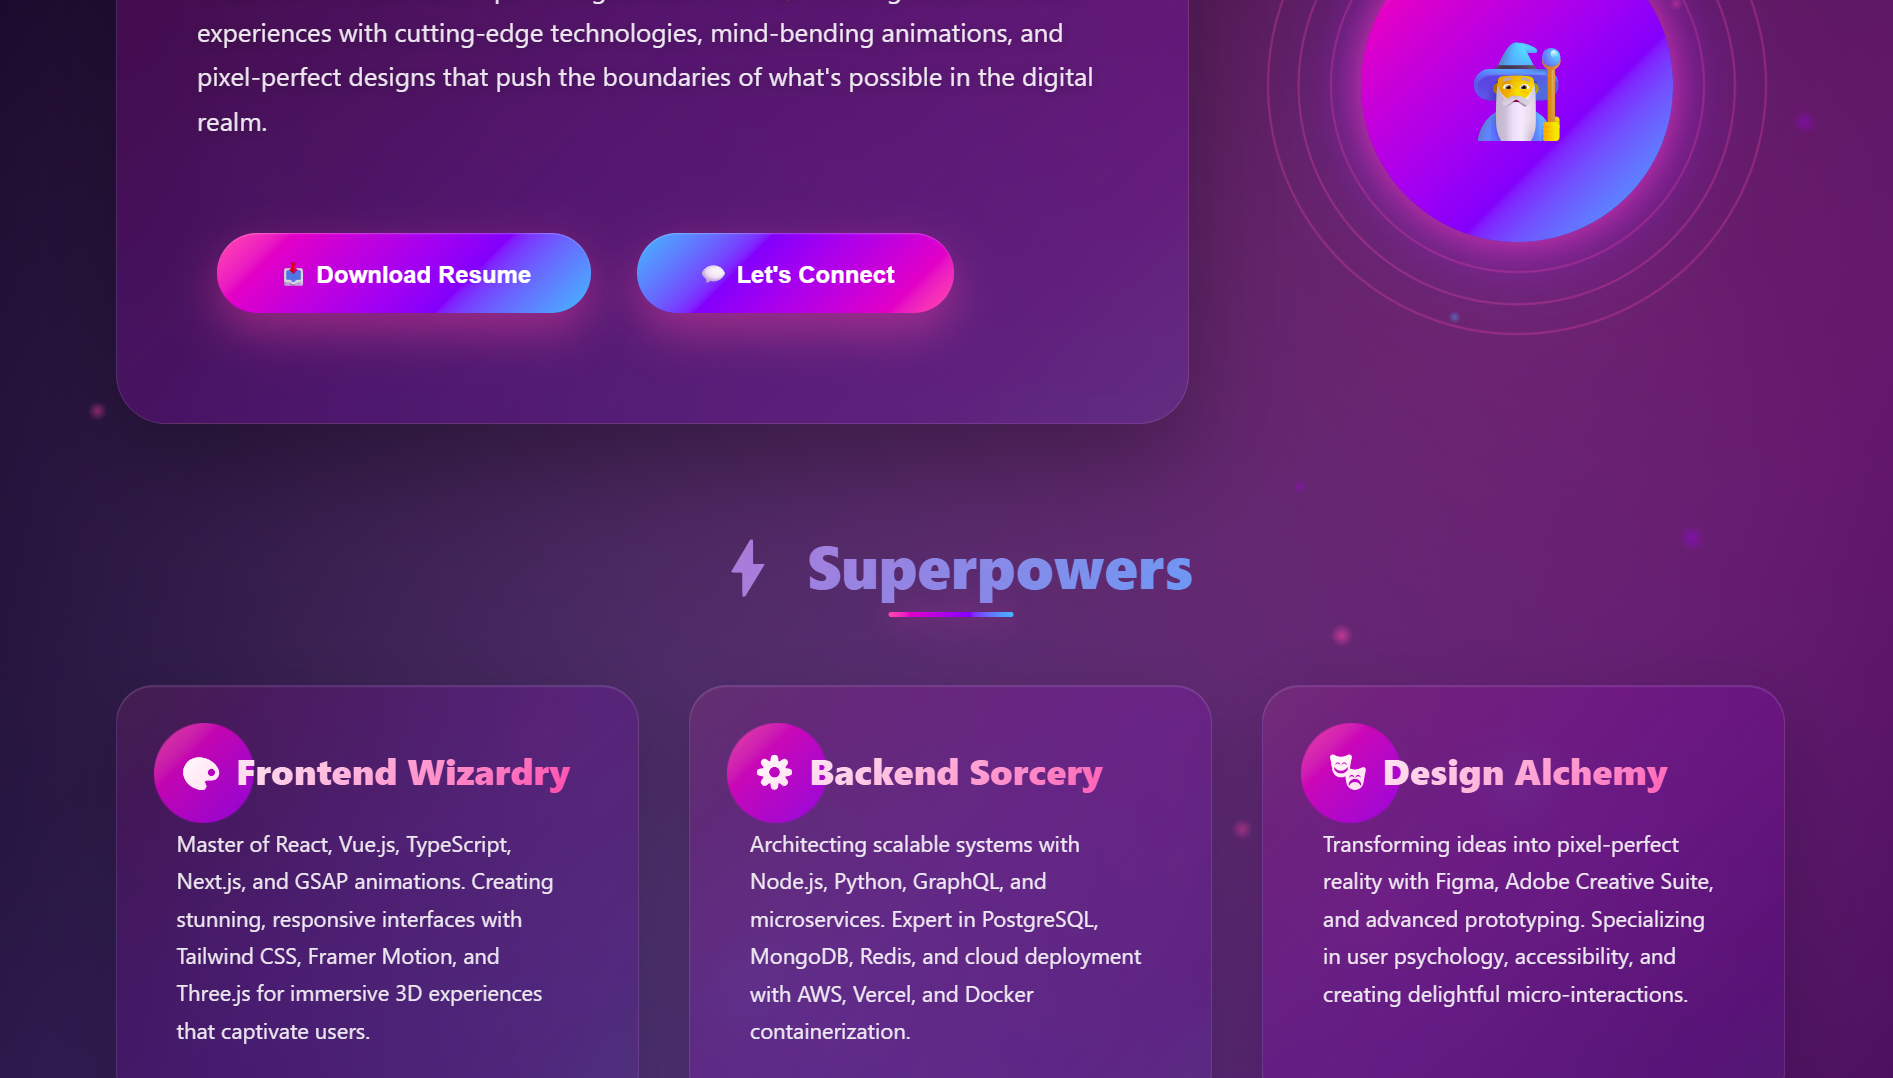 experiences with cutting-edge technologies, mind-bending animations, and
pixel-perfect designs that push the boundaries of what's possible in the digital
realm.
Download Resume
Let's Connect
Superpowers
Frontend Wizardry
Master of React, Vue.js, TypeScript,
Next.js, and GSAP animations. Creating
stunning, responsive interfaces with
Tailwind CSS, Framer Motion, and
Three.js for immersive 3D experiences
that captivate users.
Backend Sorcery
Architecting scalable systems with
Node.js, Python, GraphQL, and
microservices. Expert in PostgreSQL,
MongoDB, Redis, and cloud deployment
with AWS, Vercel, and Docker
containerization.
Design Alchemy
Transforming ideas into pixel-perfect
reality with Figma, Adobe Creative Suite,
and advanced prototyping. Specializing
in user psychology, accessibility, and
creating delightful micro-interactions.